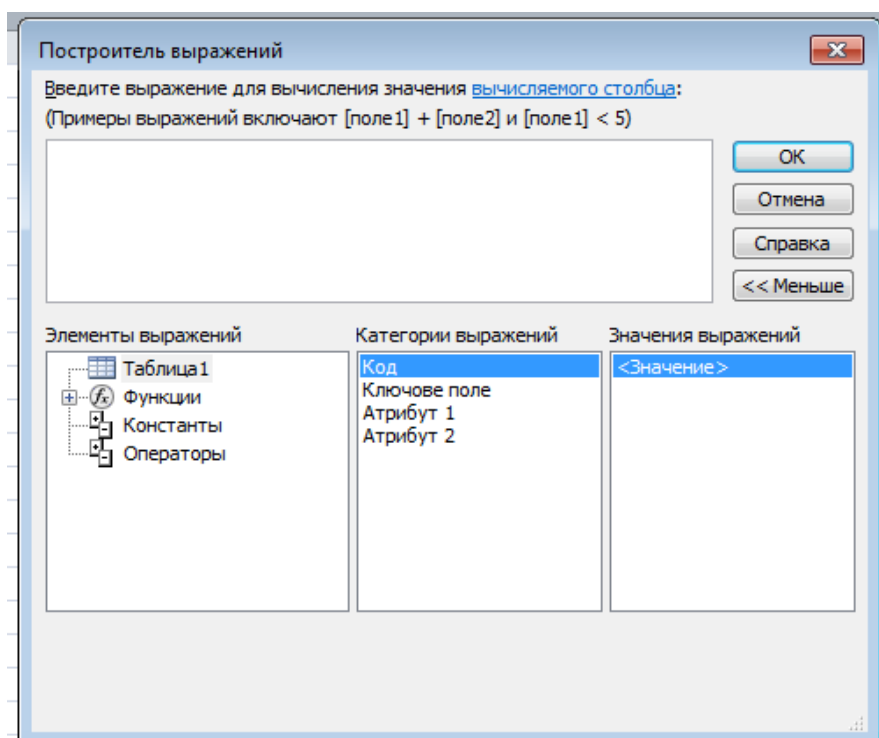 Построитель выражений
Введите выражение для вычисления значения вычисляемого столбца:
(Примеры выражений включают [поле1] + [поле2] и [поле1] < 5)
ОК
Отмена
Справка
<< Меньше
Элементы выражений
Таблица1
Функции
Константы
Операторы
Категории выражений
Код
Ключове поле
Атрибут 1
Атрибут 2
Значения выражений
<Значение>